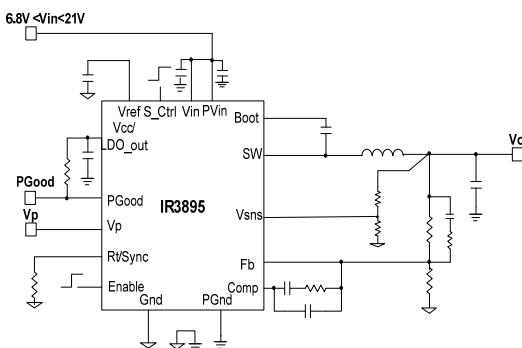 6.8V <Vin<21V
Vref S_Ctrl Vin PVin
Vcc/
LDO_out
Boot
SW
Vo
PGood
PGood
IR3895
Vsns
Vp
Vp
Rt/Sync
Fb
Enable
Comp
Gnd
PGnd